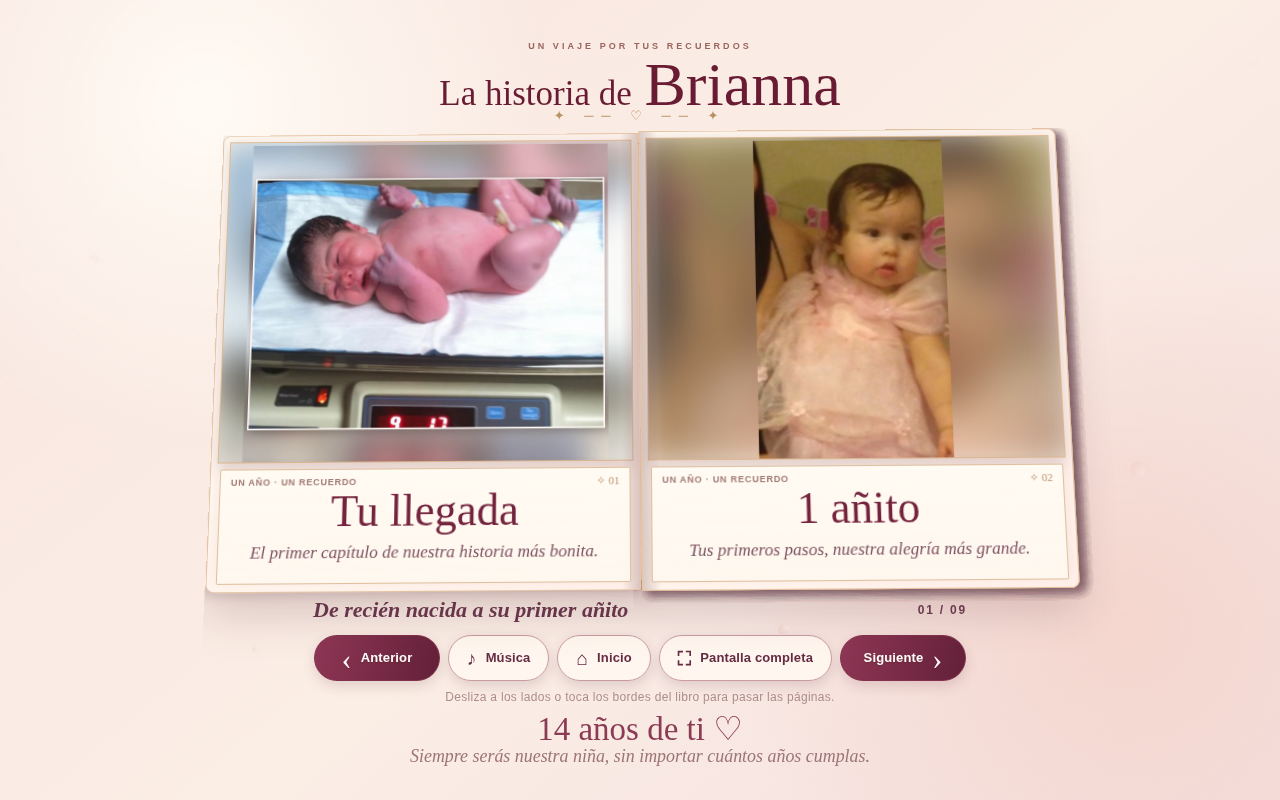 UN VIAJE POR TUS RECUERDOS
La historia de Brianna
9 17
UN AÑO · UN RECUERDO
✧ 01
Tu llegada
El primer capítulo de nuestra historia más bonita.
UN AÑO · UN RECUERDO
✧ 02
1 añito
Tus primeros pasos, nuestra alegría más grande.
De recién nacida a su primer añito
01 / 09
‹ Anterior
♪ Música
⌂ Inicio
Pantalla completa
Siguiente ›
Desliza a los lados o toca los bordes del libro para pasar las páginas.
14 años de ti ♡
Siempre serás nuestra niña, sin importar cuántos años cumplas.